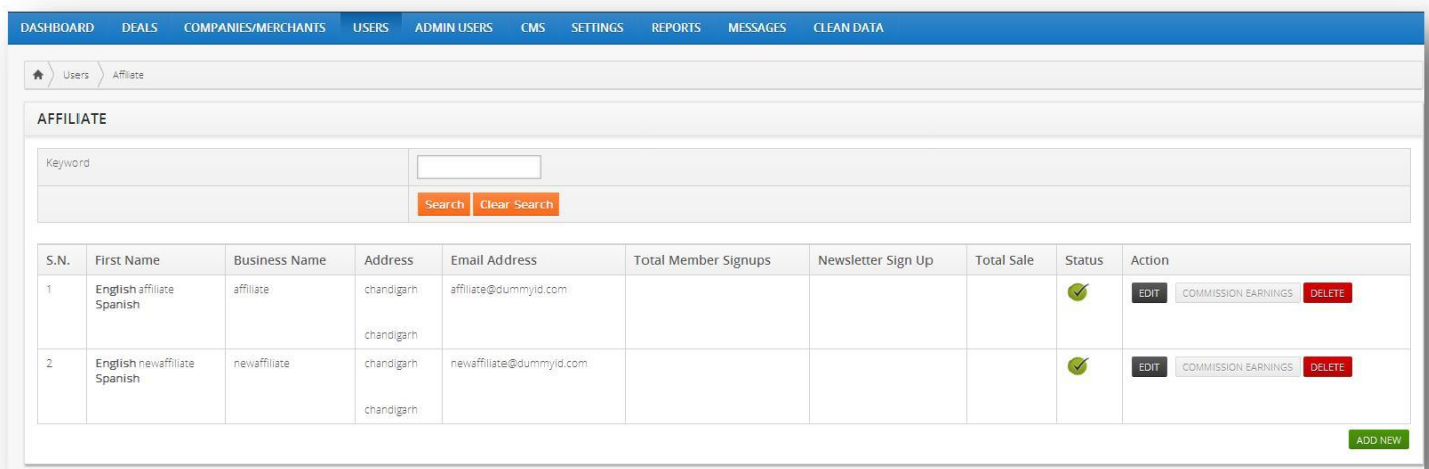 DASHBOARD DEALS COMPANIES/MERCHANTS USERS ADMIN USERS CMS SETTINGS REPORTS MESSAGES CLEAN DATA
Users Affiliate
AFFILIATE
Keyword
Search Clear Search
S.N. First Name Business Name Address Email Address Total Member Signups Newsletter Sign Up Total Sale Status Action
1 English affiliate affiliate chandigarh affiliate@dummyid.com EDIT COMMISSION EARNINGS DELETE
Spanish
chandigarh
2 English newaffiliate newaffiliate chandigarh newaffiliate@dummyid.com EDIT COMMISSION EARNINGS DELETE
Spanish
chandigarh
ADD NEW